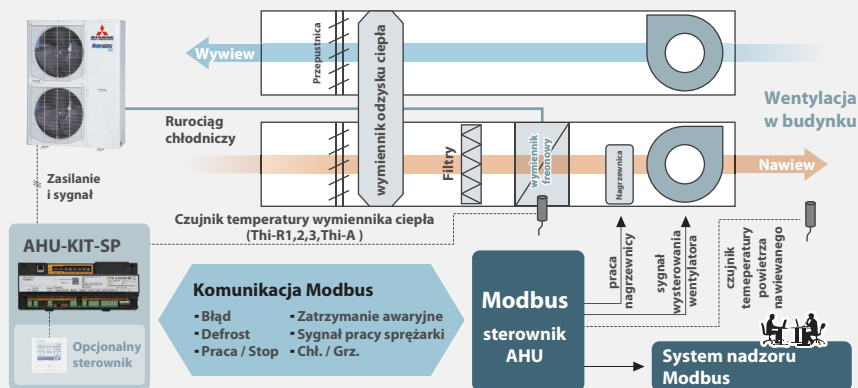 Wywiew
Przepustnica
wymiennik odzysku ciepła
Wentylacja
w budynku
Rurociąg
chłodniczy
Filtry
wymiennik
freonowy
Nagrzewnica
Nawiew
Zasilanie
i sygnał
Czujnik temperatury wymiennika ciepła
(Thi-R1,2,3,Thi-A )
AHU-KIT-SP
Opcjonalny
sterownik
Komunikacja Modbus
▪ Błąd
▪ Defrost
▪ Praca / Stop
▪ Zatrzymanie awaryjne
▪ Sygnał pracy sprężarki
▪ Chł. / Grz.
Modbus
sterownik
AHU
praca
nagrzewnicy
sygnał
wysterowania
wentylatora
czujnik
temeperatury
powietrza
nawiewanego
System nadzoru
Modbus